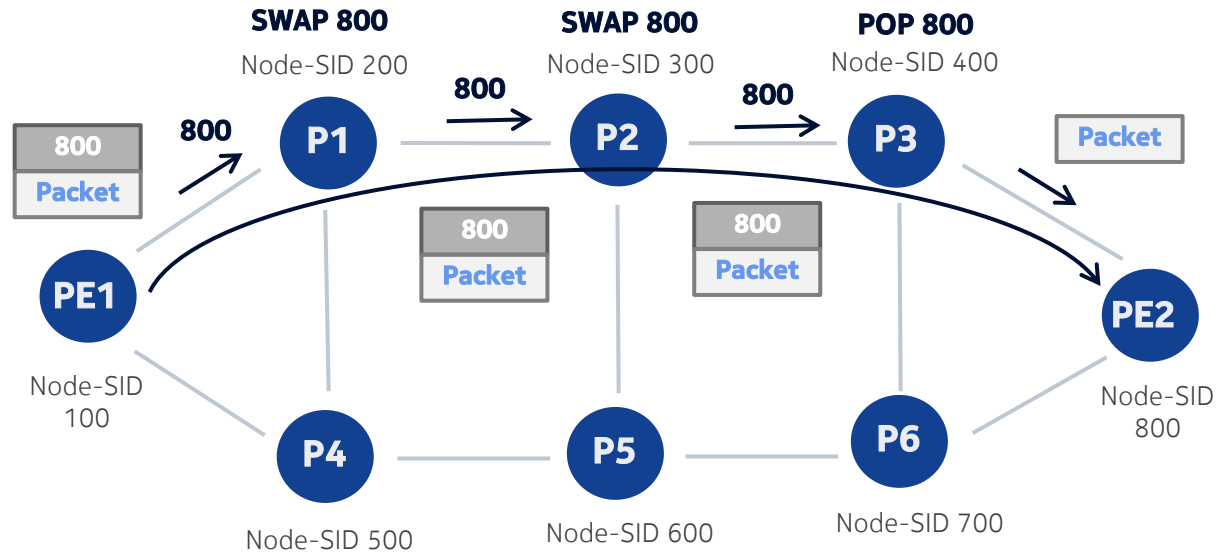 SWAP 800
SWAP 800
POP 800
Node-SID 200
Node-SID 300
Node-SID 400
800
800
800
P1
P2
P3
800
Packet
Packet
800
Packet
800
Packet
PE1
PE2
Node-SID
100
Node-SID
800
P4
P5
P6
Node-SID 500
Node-SID 600
Node-SID 700